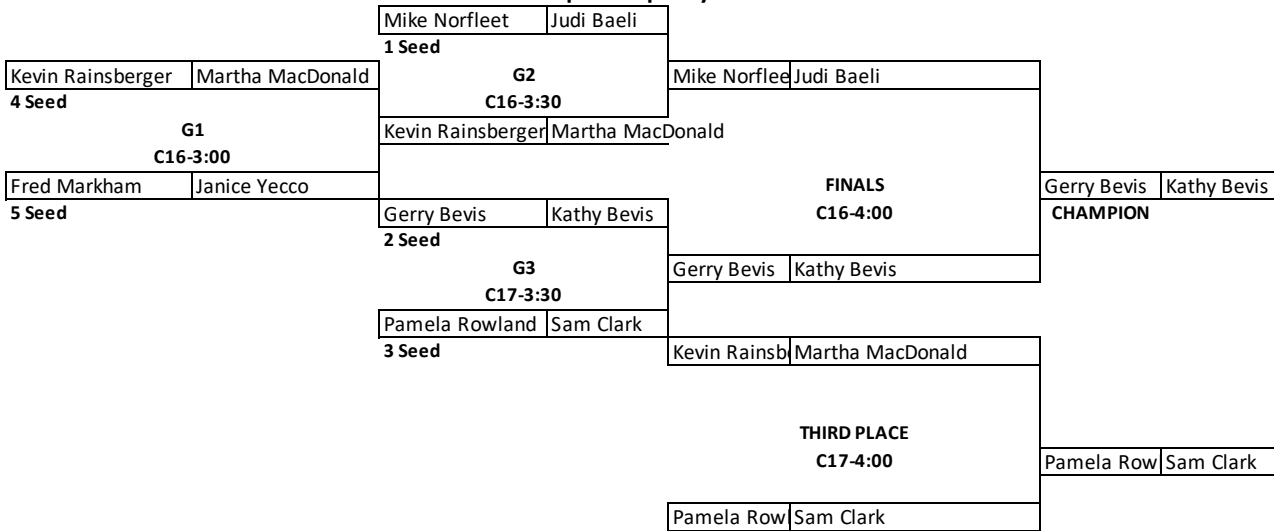 Mike Norfleet Judi Baeli
1 Seed
Kevin Rainsberger Martha MacDonald G2 Mike Norflee Judi Baeli
4 Seed C16-3:30
G1 Kevin Rainsberger Martha MacDonald
C16-3:00
Fred Markham Janice Yecco FINALS Gerry Bevis Kathy Bevis
5 Seed Gerry Bevis Kathy Bevis C16-4:00 CHAMPION
2 Seed
G3 Gerry Bevis Kathy Bevis
C17-3:30
Pamela Rowland Sam Clark
3 Seed Kevin Rainsb Martha MacDonald
THIRD PLACE
C17-4:00 Pamela Row Sam Clark
Pamela Rowl Sam Clark